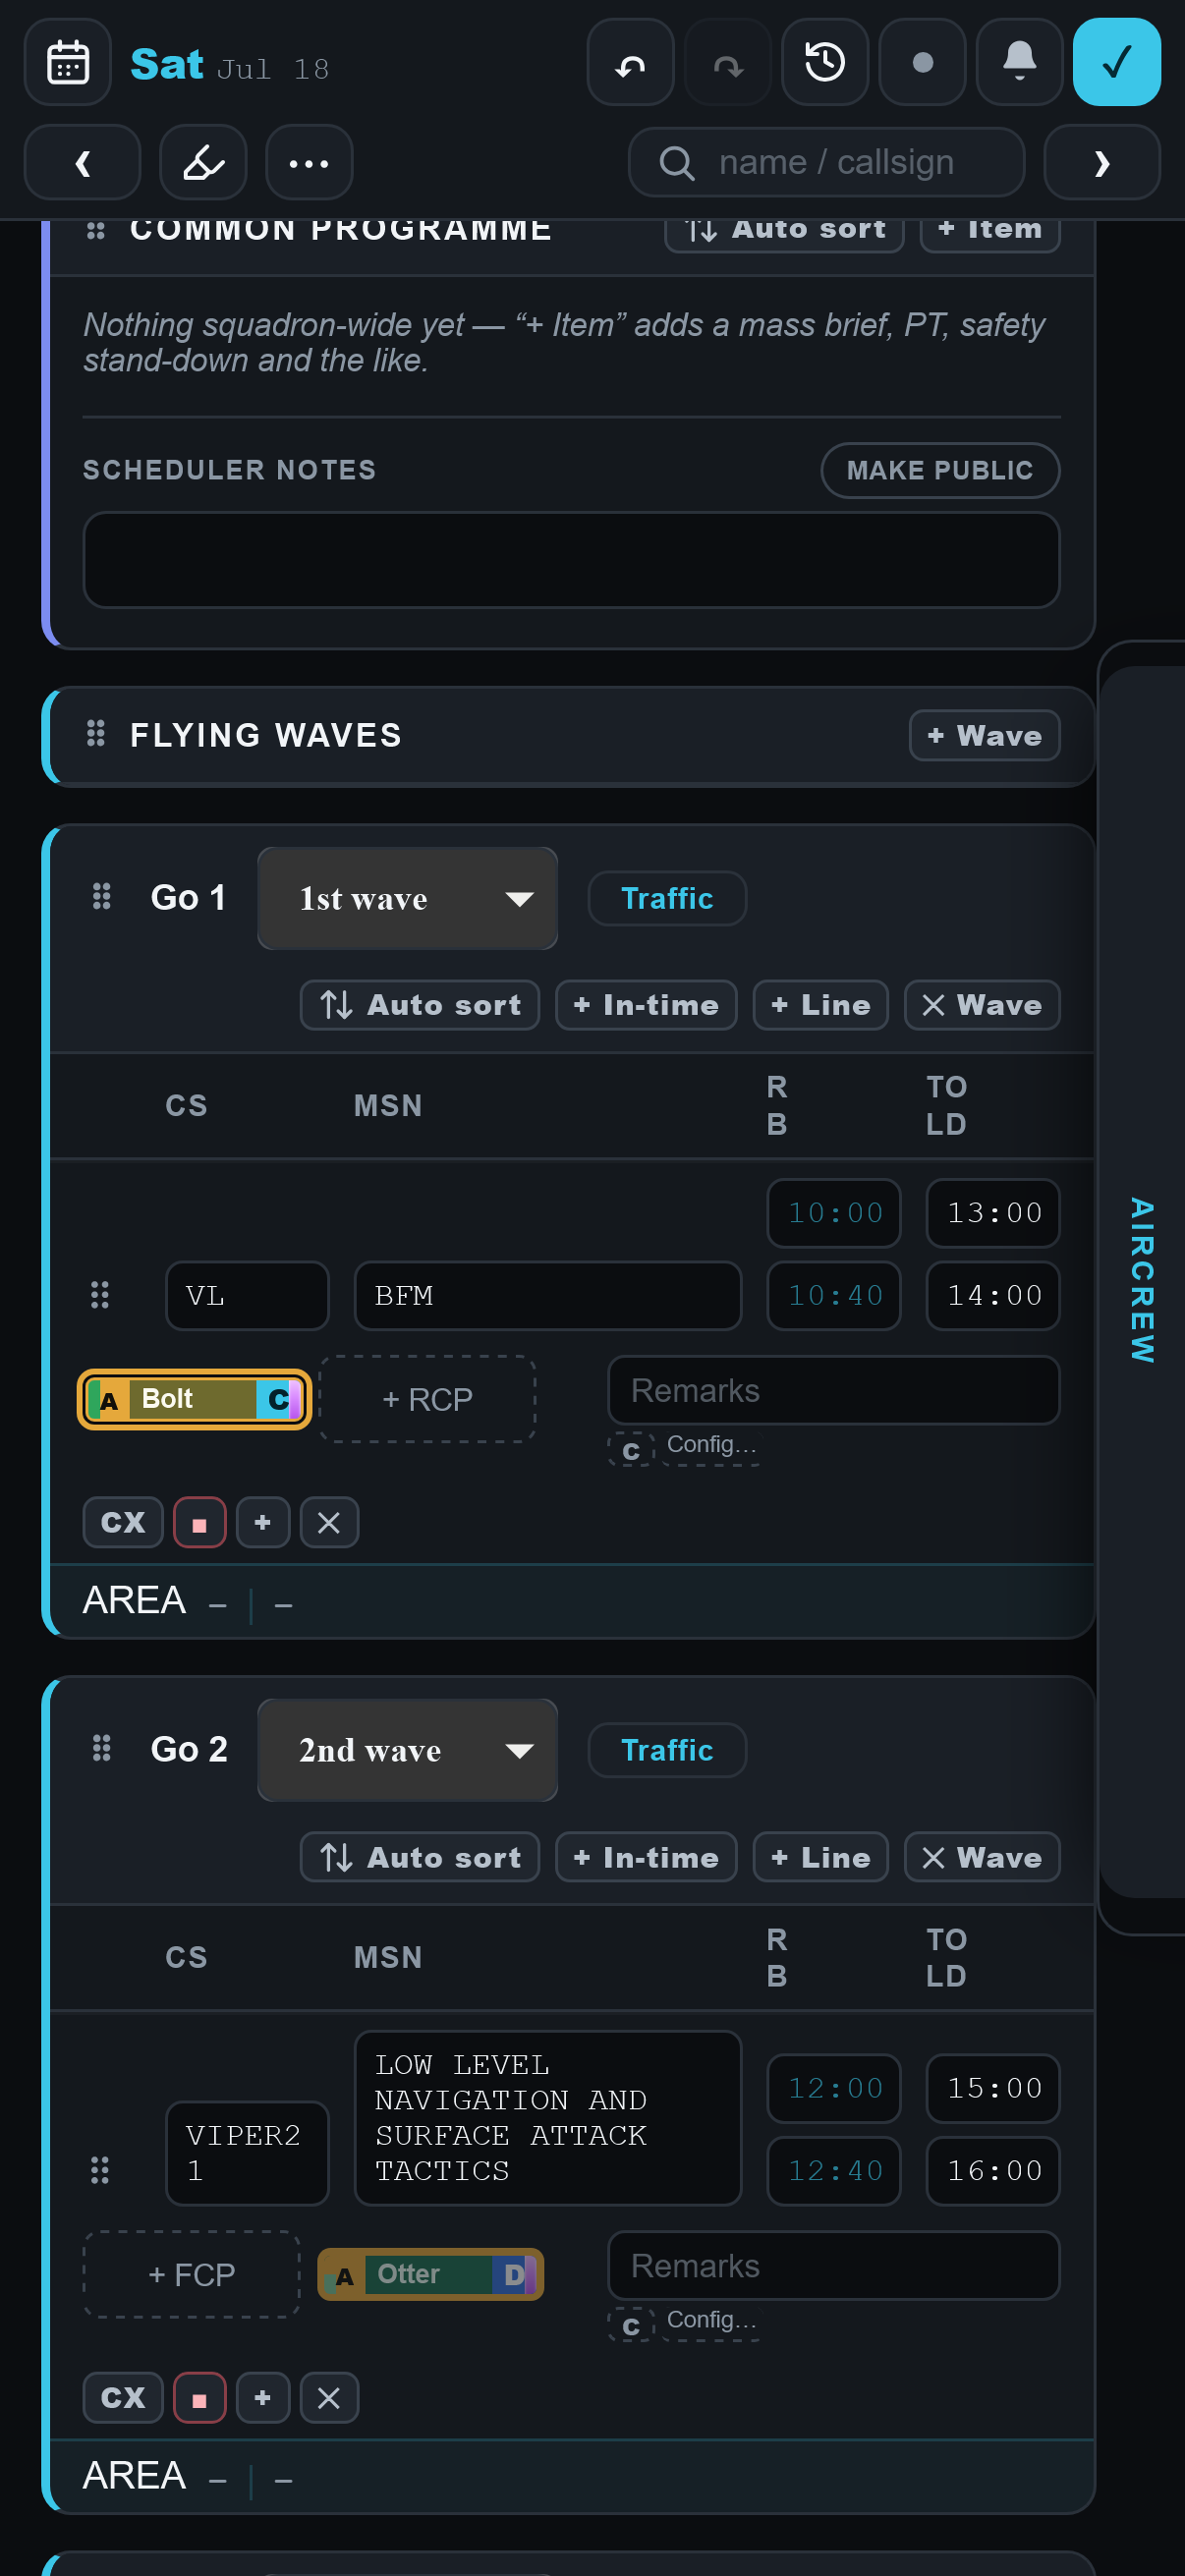 Sat Jul 18
name / callsign
COMMON PROGRAMME Auto sort + Item
Nothing squadron-wide yet — “+ Item” adds a mass brief, PT, safety
stand-down and the like.
SCHEDULER NOTES MAKE PUBLIC
FLYING WAVES + Wave
Go 1 1st wave Traffic
Auto sort + In-time + Line × Wave
CS MSN R TO
B LD
10:00 13:00
VL BFM 10:40 14:00
A Bolt C + RCP Remarks
C Config...
CX + ×
AREA – | –
AIRCREW
Go 2 2nd wave Traffic
Auto sort + In-time + Line × Wave
CS MSN R TO
B LD
LOW LEVEL
NAVIGATION AND
SURFACE ATTACK
TACTICS
12:00 15:00
VIPER2
1
12:40 16:00
+ FCP A Otter D Remarks
C Config...
CX + ×
AREA – | –